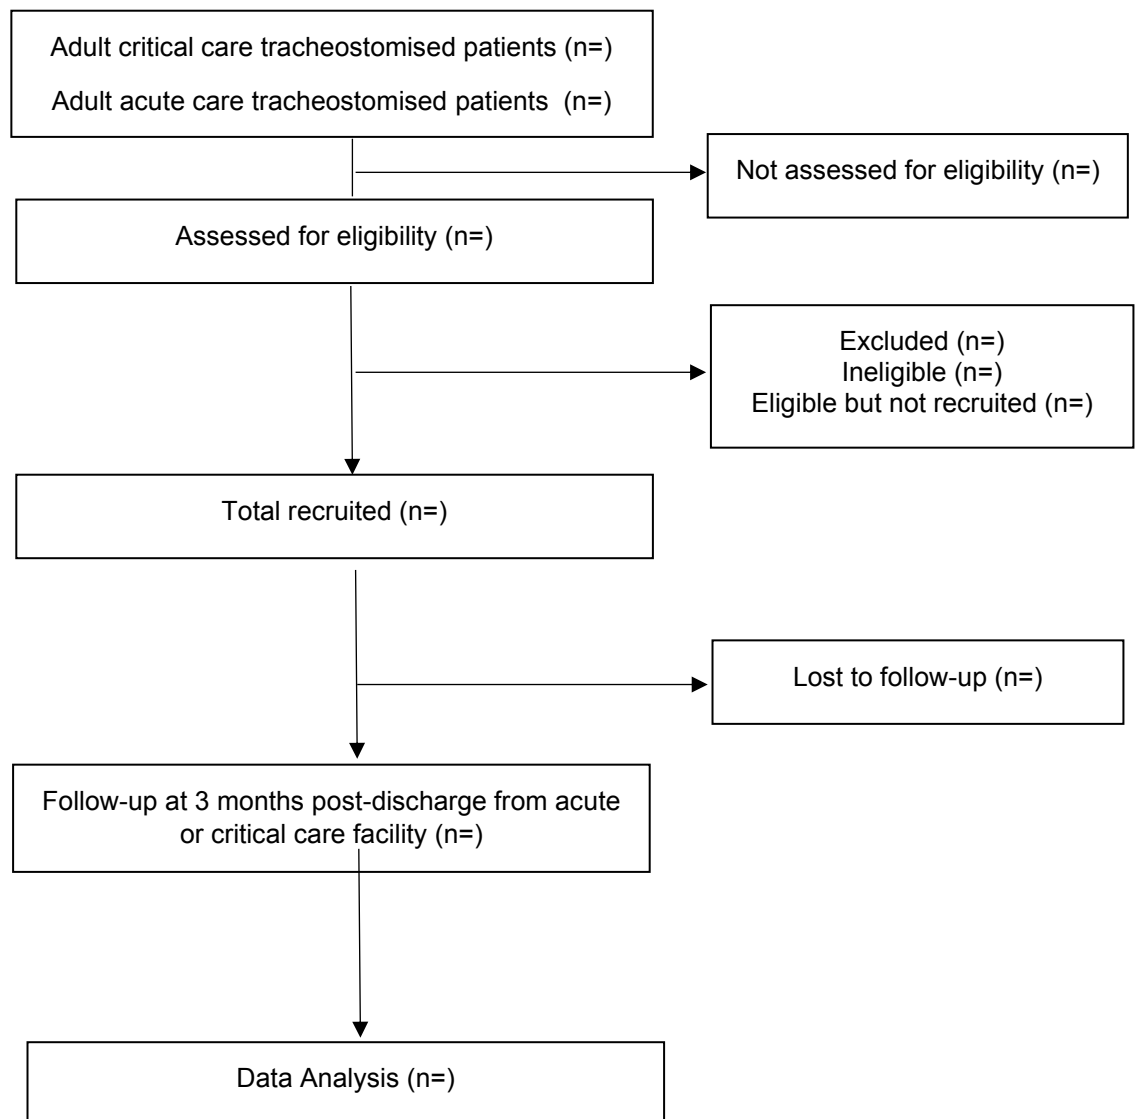 Adult critical care tracheostomised patients (n=)
Adult acute care tracheostomised patients (n=)
Not assessed for eligibility (n=)
Assessed for eligibility (n=)
Excluded (n=)
Ineligible (n=)
Eligible but not recruited (n=)
Total recruited (n=)
Lost to follow-up (n=)
Follow-up at 3 months post-discharge from acute
or critical care facility (n=)
Data Analysis (n=)